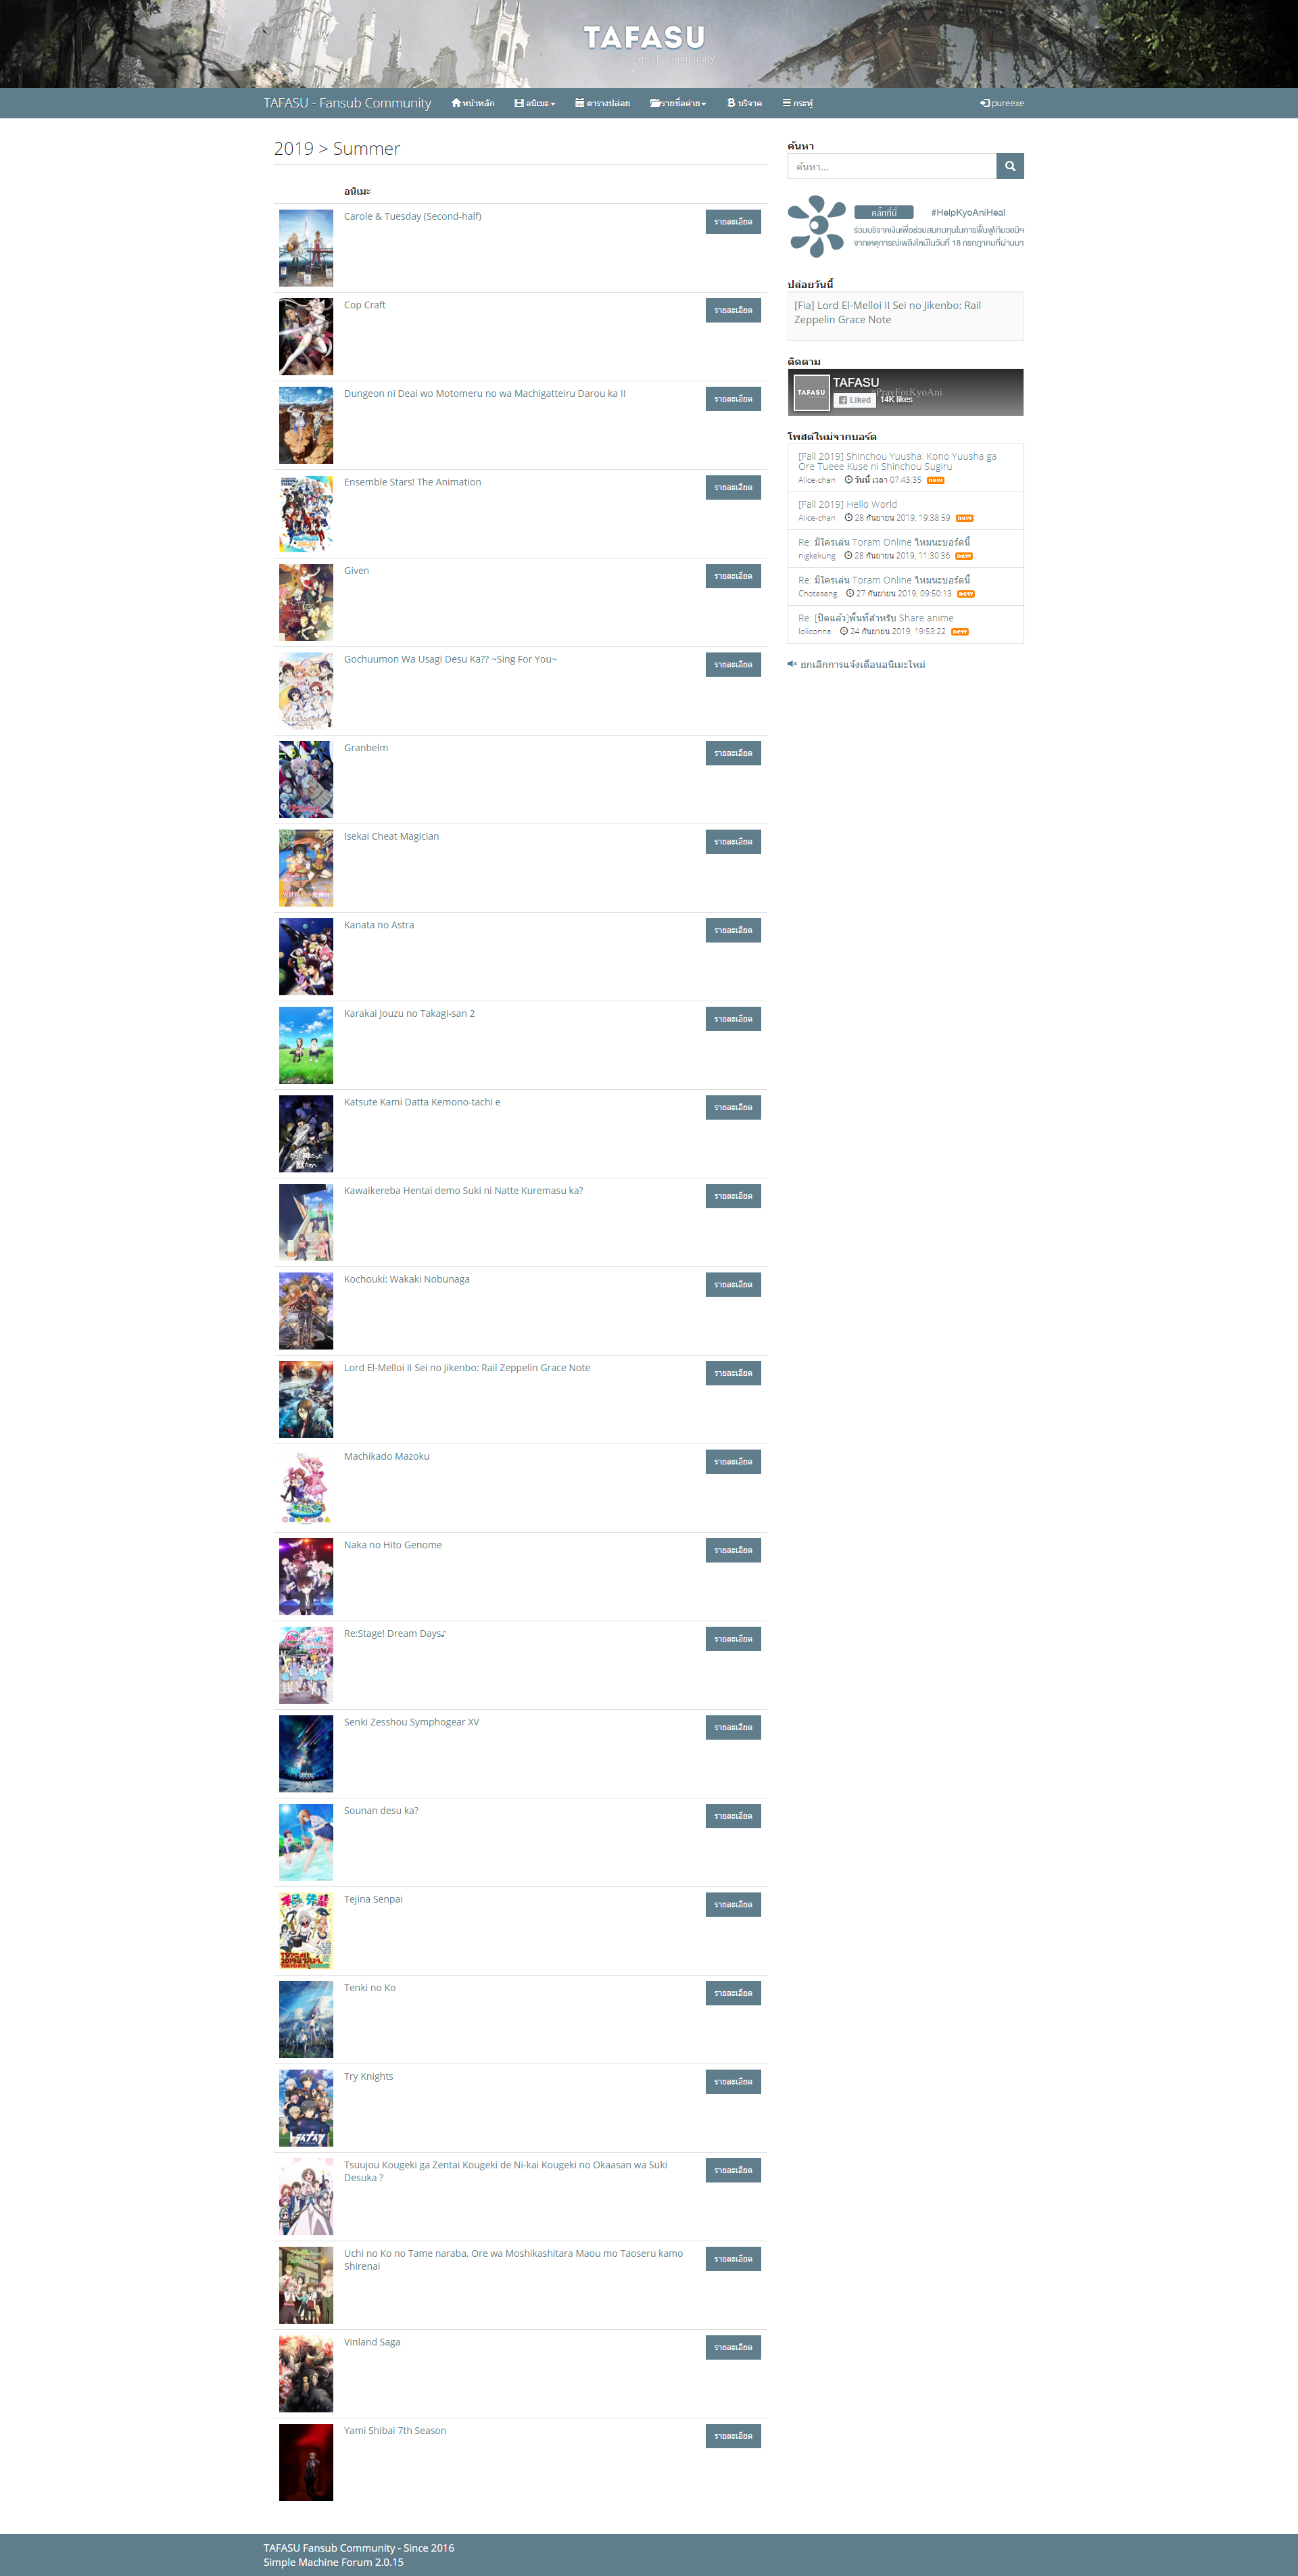 TAFASU
Fansub Community
TAFASU - Fansub Community
หน้าหลัก
อนิเมะ
ตารางปล่อย
รายชื่อค่าย
บริจาค
กระทู้
pureexe
2019 > Summer
อนิเมะ
Carole & Tuesday (Second-half)
รายละเอียด
Cop Craft
รายละเอียด
Dungeon ni Deai wo Motomeru no wa Machigatteiru Darou ka II
รายละเอียด
Ensemble Stars! The Animation
รายละเอียด
Given
รายละเอียด
Gochuumon Wa Usagi Desu Ka?? ~Sing For You~
รายละเอียด
Granbelm
รายละเอียด
Isekai Cheat Magician
รายละเอียด
Kanata no Astra
รายละเอียด
Karakai Jouzu no Takagi-san 2
รายละเอียด
Katsute Kami Datta Kemono-tachi e
รายละเอียด
Kawaikereba Hentai demo Suki ni Natte Kuremasu ka?
รายละเอียด
Kochouki: Wakaki Nobunaga
รายละเอียด
Lord El-Melloi II Sei no Jikenbo: Rail Zeppelin Grace Note
รายละเอียด
Machikado Mazoku
รายละเอียด
Naka no Hito Genome
รายละเอียด
Re:Stage! Dream Days♪
รายละเอียด
Senki Zesshou Symphogear XV
รายละเอียด
Sounan desu ka?
รายละเอียด
Tejina Senpai
รายละเอียด
Tenki no Ko
รายละเอียด
Try Knights
รายละเอียด
Tsuujou Kougeki ga Zentai Kougeki de Ni-kai Kougeki no Okaasan wa Suki
Desuka ?
รายละเอียด
Uchi no Ko no Tame naraba, Ore wa Moshikashitara Maou mo Taoseru kamo
Shirenai
รายละเอียด
Vinland Saga
รายละเอียด
Yami Shibai 7th Season
รายละเอียด
ค้นหา
ค้นหา...
คลิ๊กที่นี่
#HelpKyoAniHeal
ร่วมบริจาคเงินเพื่อช่วยสมทบทุนในการฟื้นฟูเกียวอนิฯ
จากเหตุการณ์เพลิงไหม้ในวันที่ 18 กรกฎาคมที่ผ่านมา
ปล่อยวันนี้
[Fia] Lord El-Melloi II Sei no Jikenbo: Rail
Zeppelin Grace Note
ติดตาม
TAFASU
TAFASU
#PrayForKyoAni
Liked
14K likes
โพสต์ใหม่จากบอร์ด
[Fall 2019] Shinchou Yuusha: Kono Yuusha ga
Ore Tueee Kuse ni Shinchou Sugiru
Alice-chan วันนี้ เวลา 07:43:35 new
[Fall 2019] Hello World
Alice-chan 28 กันยายน 2019, 19:38:59 new
Re: มีใครเล่น Toram Online ไหมนะบอร์ดนี้
nigkekung 28 กันยายน 2019, 11:30:36 new
Re: มีใครเล่น Toram Online ไหมนะบอร์ดนี้
Chotasang 27 กันยายน 2019, 09:50:13 new
Re: [ปิดแล้ว]พื้นที่สำหรับ Share anime
loliconna 24 กันยายน 2019, 19:53:22 new
ยกเลิกการแจ้งเตือนอนิเมะใหม่
TAFASU Fansub Community - Since 2016
Simple Machine Forum 2.0.15